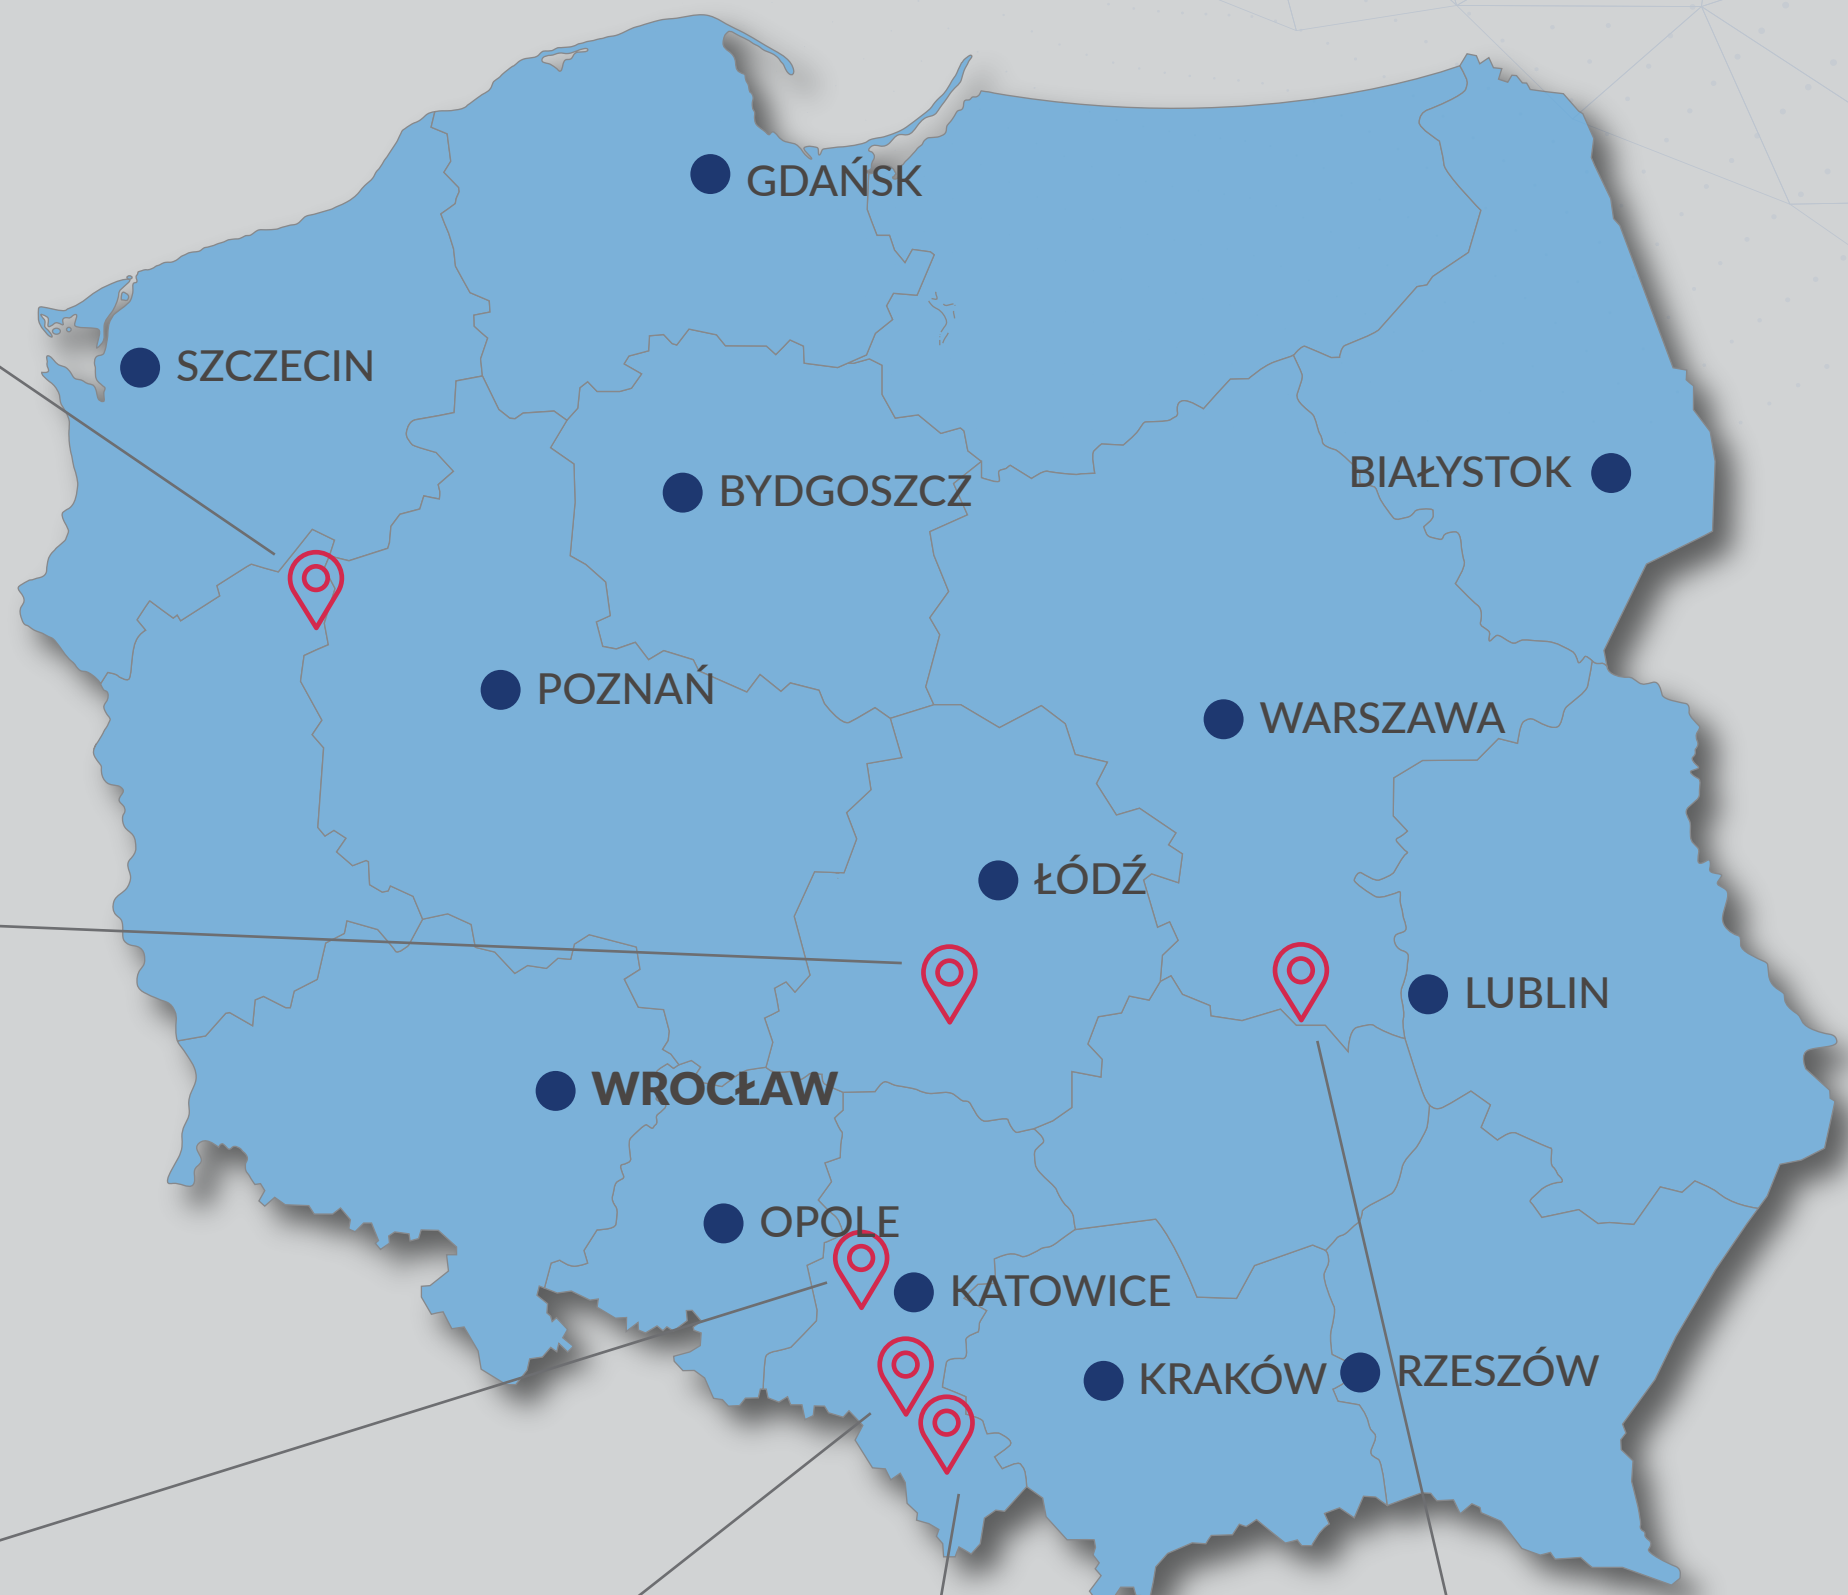 GDAŃSK
SZCZECIN
BIAŁYSTOK
BYDGOSZCZ
POZNAŃ
WARSZAWA
ŁÓDŹ
LUBLIN
WROCŁAW
OPOLE
KATOWICE
KRAKÓW
RZESZÓW